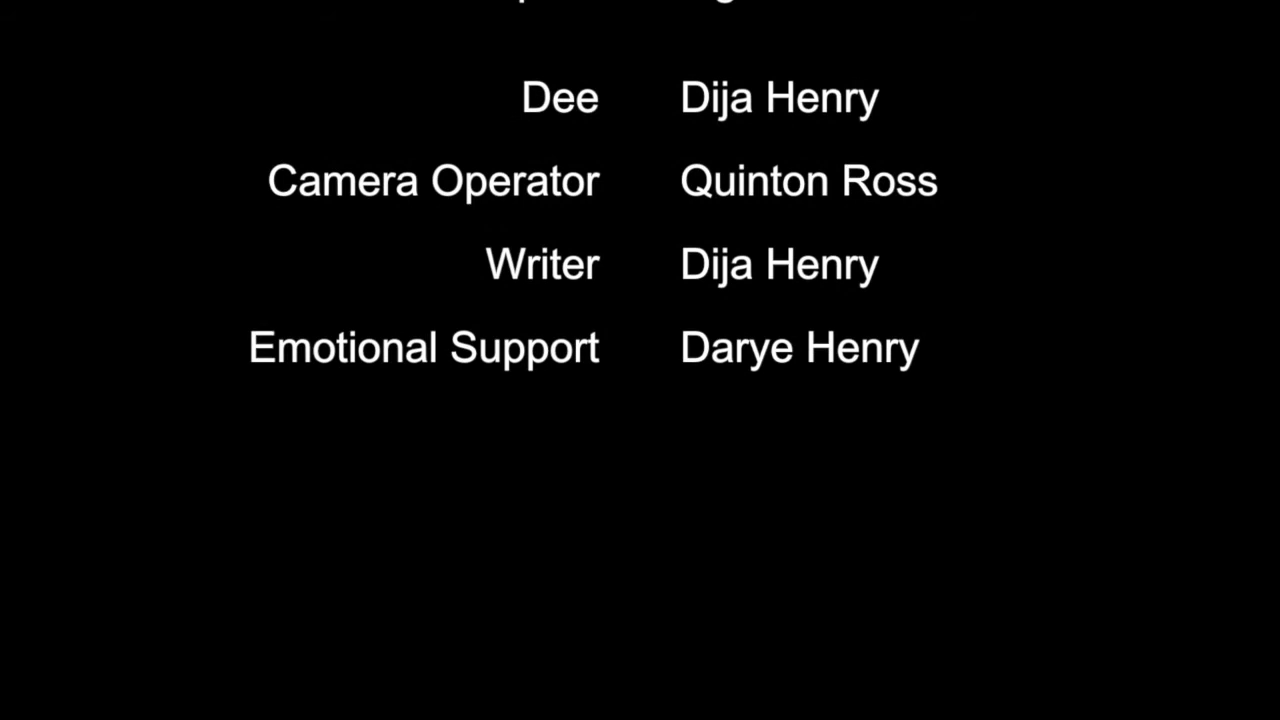 Dee Dija Henry
Camera Operator Quinton Ross
Writer Dija Henry
Emotional Support Darye Henry